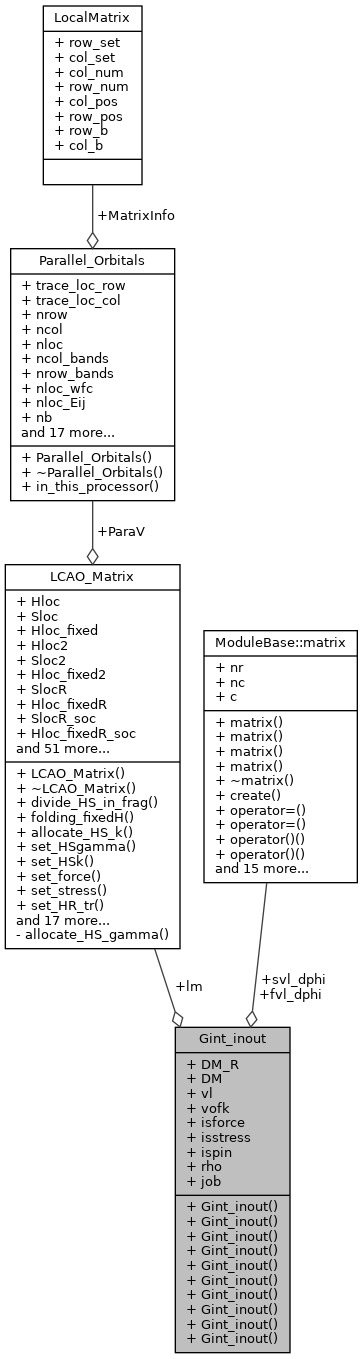 LocalMatrix
+ row_set
+ col_set
+ col_num
+ row_num
+ col_pos
+ row_pos
+ row_b
+ col_b
+MatrixInfo
Parallel_Orbitals
+ trace_loc_row
+ trace_loc_col
+ nrow
+ ncol
+ nloc
+ ncol_bands
+ nrow_bands
+ nloc_wfc
+ nloc_Eij
+ nb
and 17 more...
+ Parallel_Orbitals()
+ ~Parallel_Orbitals()
+ in_this_processor()
+ParaV
LCAO_Matrix
+ Hloc
+ Sloc
+ Hloc_fixed
+ Hloc2
+ Sloc2
+ Hloc_fixed2
+ SlocR
+ Hloc_fixedR
+ SlocR_soc
+ Hloc_fixedR_soc
and 51 more...
+ LCAO_Matrix()
+ ~LCAO_Matrix()
+ divide_HS_in_frag()
+ folding_fixedH()
+ allocate_HS_k()
+ set_HSgamma()
+ set_HSk()
+ set_force()
+ set_stress()
+ set_HR_tr()
and 17 more...
- allocate_HS_gamma()
ModuleBase::matrix
+ nr
+ nc
+ c
+ matrix()
+ matrix()
+ matrix()
+ matrix()
+ ~matrix()
+ create()
+ operator=()
+ operator=()
+ operator()()
+ operator()()
and 15 more...
+lm
+svl_dphi
+fvl_dphi
Gint_inout
+ DM_R
+ DM
+ vl
+ vofk
+ isforce
+ isstress
+ ispin
+ rho
+ job
+ Gint_inout()
+ Gint_inout()
+ Gint_inout()
+ Gint_inout()
+ Gint_inout()
+ Gint_inout()
+ Gint_inout()
+ Gint_inout()
+ Gint_inout()
+ Gint_inout()